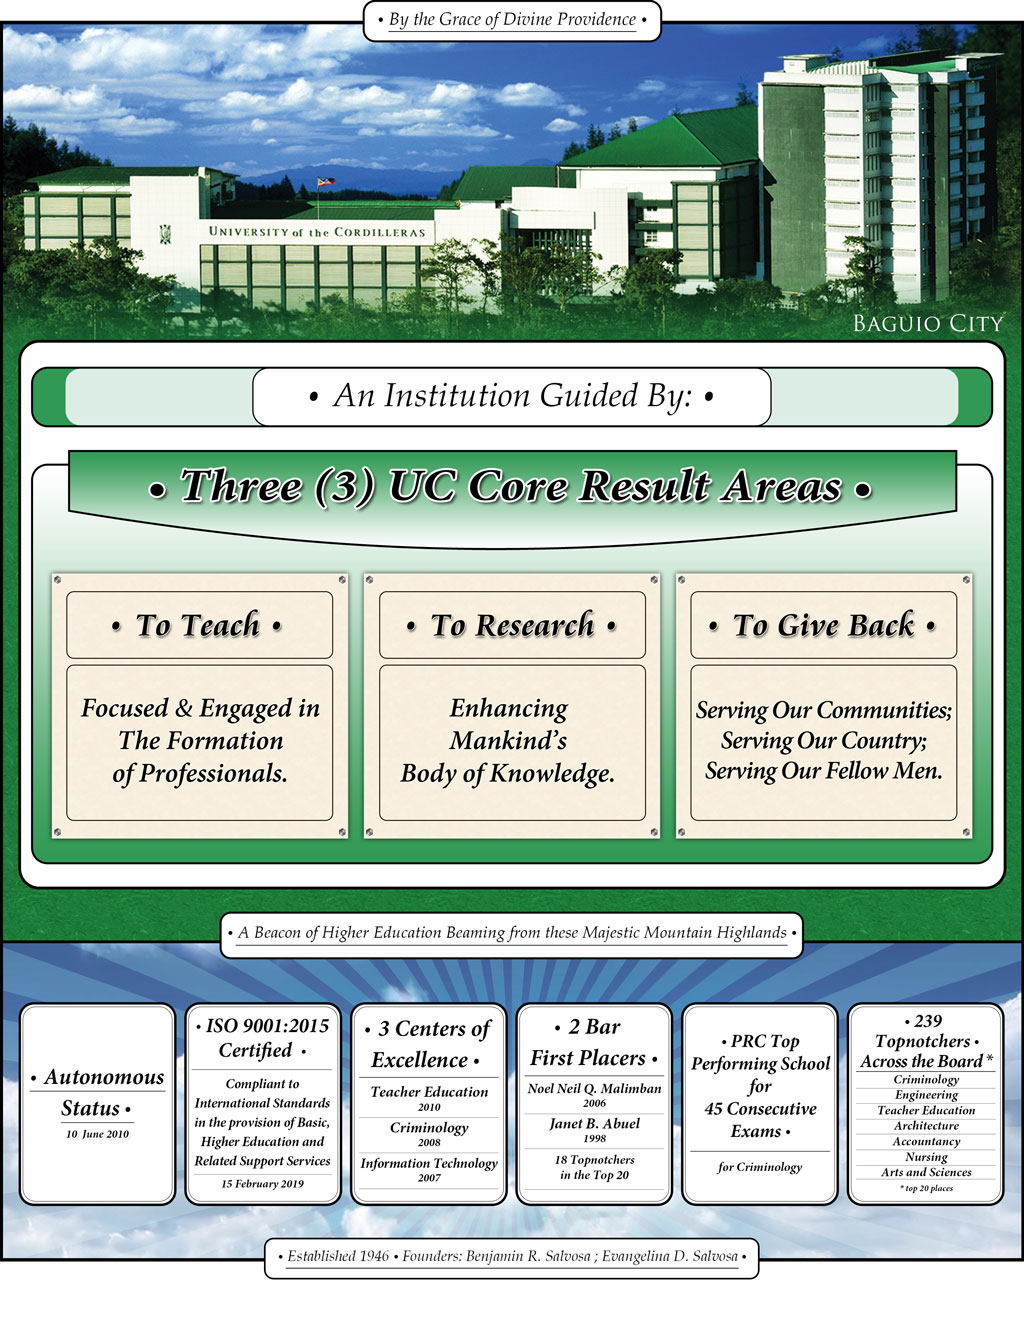 • By the Grace of Divine Providence •
UNIVERSITY of the CORDILLERAS
BAGUIO CITY
• An Institution Guided By: •
• Three (3) UC Core Result Areas •
• To Teach •
Focused & Engaged in
The Formation
of Professionals.
• To Research •
Enhancing
Mankind's
Body of Knowledge.
• To Give Back •
Serving Our Communities;
Serving Our Country;
Serving Our Fellow Men.
• A Beacon of Higher Education Beaming from these Majestic Mountain Highlands •
• Autonomous
Status •
10 June 2010
• ISO 9001:2015
Certified •
Compliant to
International Standards
in the provision of Basic,
Higher Education and
Related Support Services
15 February 2019
• 3 Centers of
Excellence •
Teacher Education
2010
Criminology
2008
Information Technology
2007
• 2 Bar
First Placers •
Noel Neil Q. Malimban
2006
Janet B. Abuel
1998
18 Topnotchers
in the Top 20
• PRC Top
Performing School
for
45 Consecutive
Exams •
for Criminology
• 239
Topnotchers •
Across the Board *
Criminology
Engineering
Teacher Education
Architecture
Accountancy
Nursing
Arts and Sciences
* top 20 places
• Established 1946 • Founders: Benjamin R. Salvosa ; Evangelina D. Salvosa •